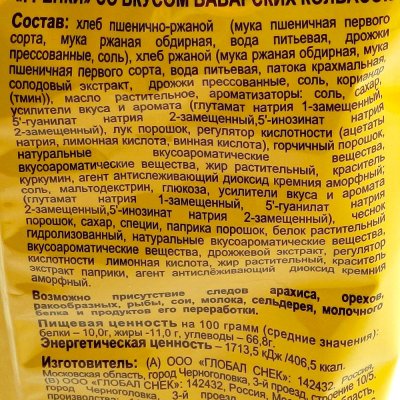 СО ВКУСОМ БАВАРСКИХ КОЛБАСОК
Состав: хлеб пшенично-ржаной (мука пшеничная первого
сорта, мука ржаная обдирная, вода питьевая, дрожжи
прессованные, соль), хлеб ржаной (мука ржаная обдирная, мука
пшеничная первого сорта, вода питьевая, патока крахмальная,
солодовый экстракт, дрожжи прессованные, соль, кориандр
(тмин)), масло растительное, ароматизаторы: соль, сахар,
усилители вкуса и аромата (глутамат натрия 1-замещенный,
5'-гуанилат натрия 2-замещенный,5'-инозинат натрия
2-замещенный), лук порошок, регулятор кислотности (ацетаты
натрия, лимонная кислота, винная кислота), горчичный порошок,
натуральные вкусоароматические вещества,
вкусоароматические вещества, жир растительный, краситель
куркумин, агент антислеживающий диоксид кремния аморфный;
соль, мальтодекстрин, глюкоза, усилители вкуса и аромата
(глутамат натрия 1-замещенный, 5'-гуанилат натрия
2-замещенный,5'-инозинат натрия 2-замещенный), чеснок
порошок, сахар, специи, паприка порошок, белок растительный
гидролизованный, натуральные вкусоароматические вещества,
вкусоароматические вещества, дрожжевой экстракт, регулятор
кислотности лимонная кислота, жир растительный, краситель
экстракт паприки, агент антислёживающий диоксид кремния
аморфный.
Возможно присутствие следов арахиса, орехов,
ракообразных, рыбы, сои, молока, сельдерея, молочного
белка и продуктов его переработки.
Пищевая ценность на 100 грамм (средние значения):
белки – 10,0г, жиры -11,0 г, углеводы – 66,8г.
Энергетическая ценность – 1713,5 кДж /406,5 ккал.
Изготовитель: (А) ООО «ГЛОБАЛ СНЕК»: 142432, Россия,
Московская область, город Черноголовка, 3-й проезд, строение 10/5.
(В) ООО «ГЛОБАЛ СНЕК»: 142432, Россия,
город Черноголовка, 3-й проезд,